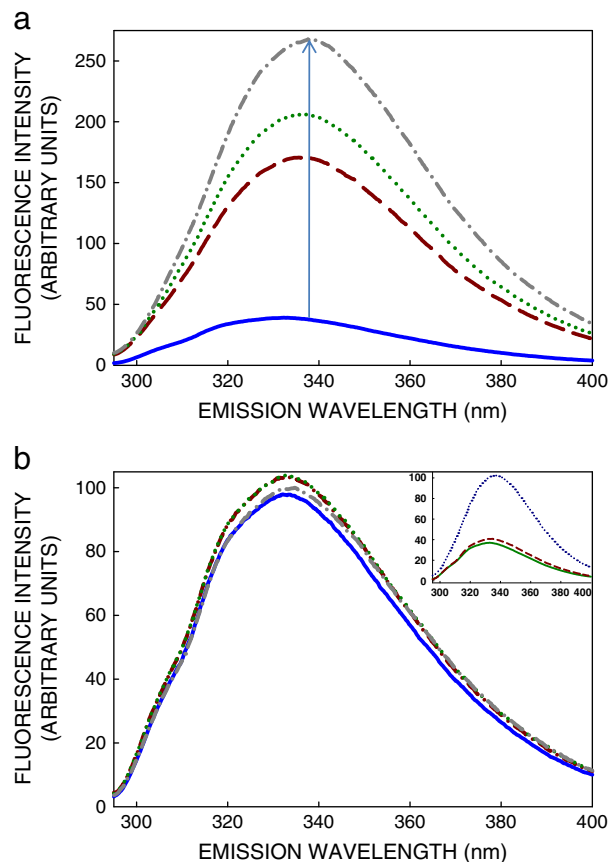 a
FLUORESCENCE INTENSITY
(ARBITRARY UNITS)
250
200
150
100
50
0
300 320 340 360 380 400
EMISSION WAVELENGTH (nm)
b
FLUORESCENCE INTENSITY
(ARBITRARY UNITS)
100
80
60
40
20
0
100
80
60
40
20
0
300 320 340 360 380 400
300 320 340 360 380 400
EMISSION WAVELENGTH (nm)